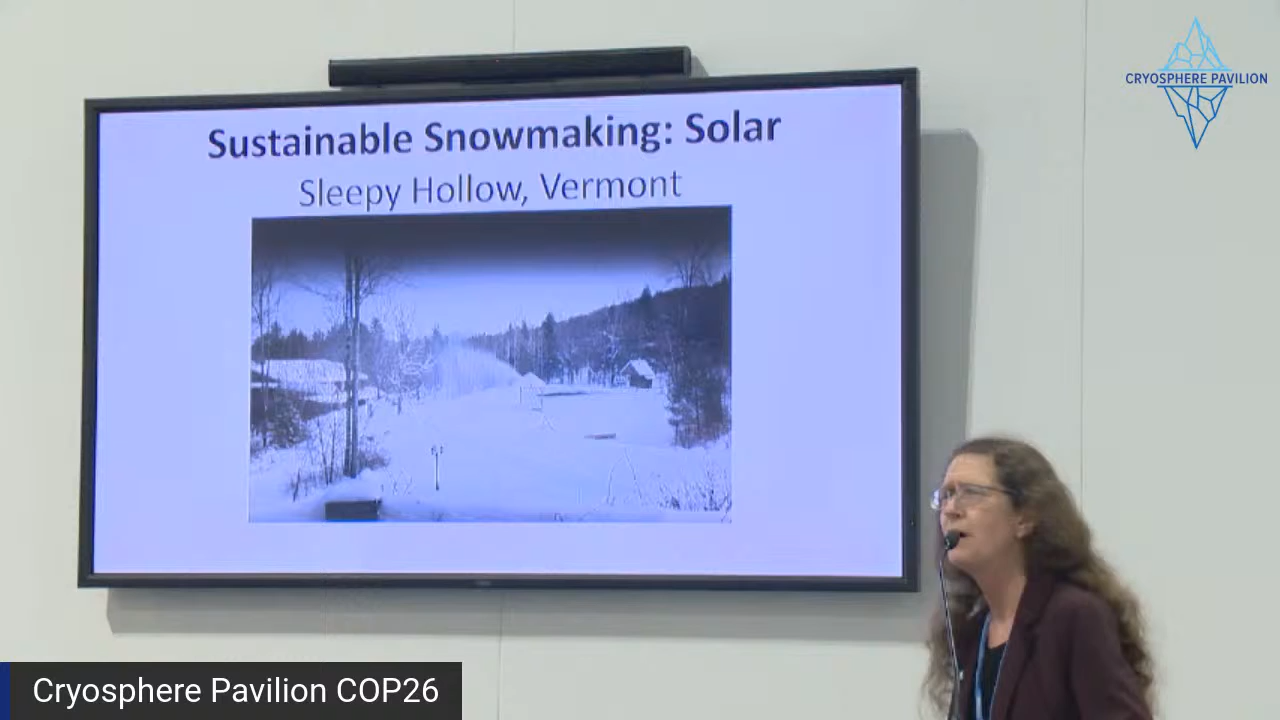 CRYOSPHERE PAVILION
Sustainable Snowmaking: Solar
Sleepy Hollow, Vermont
Cryosphere Pavilion COP26